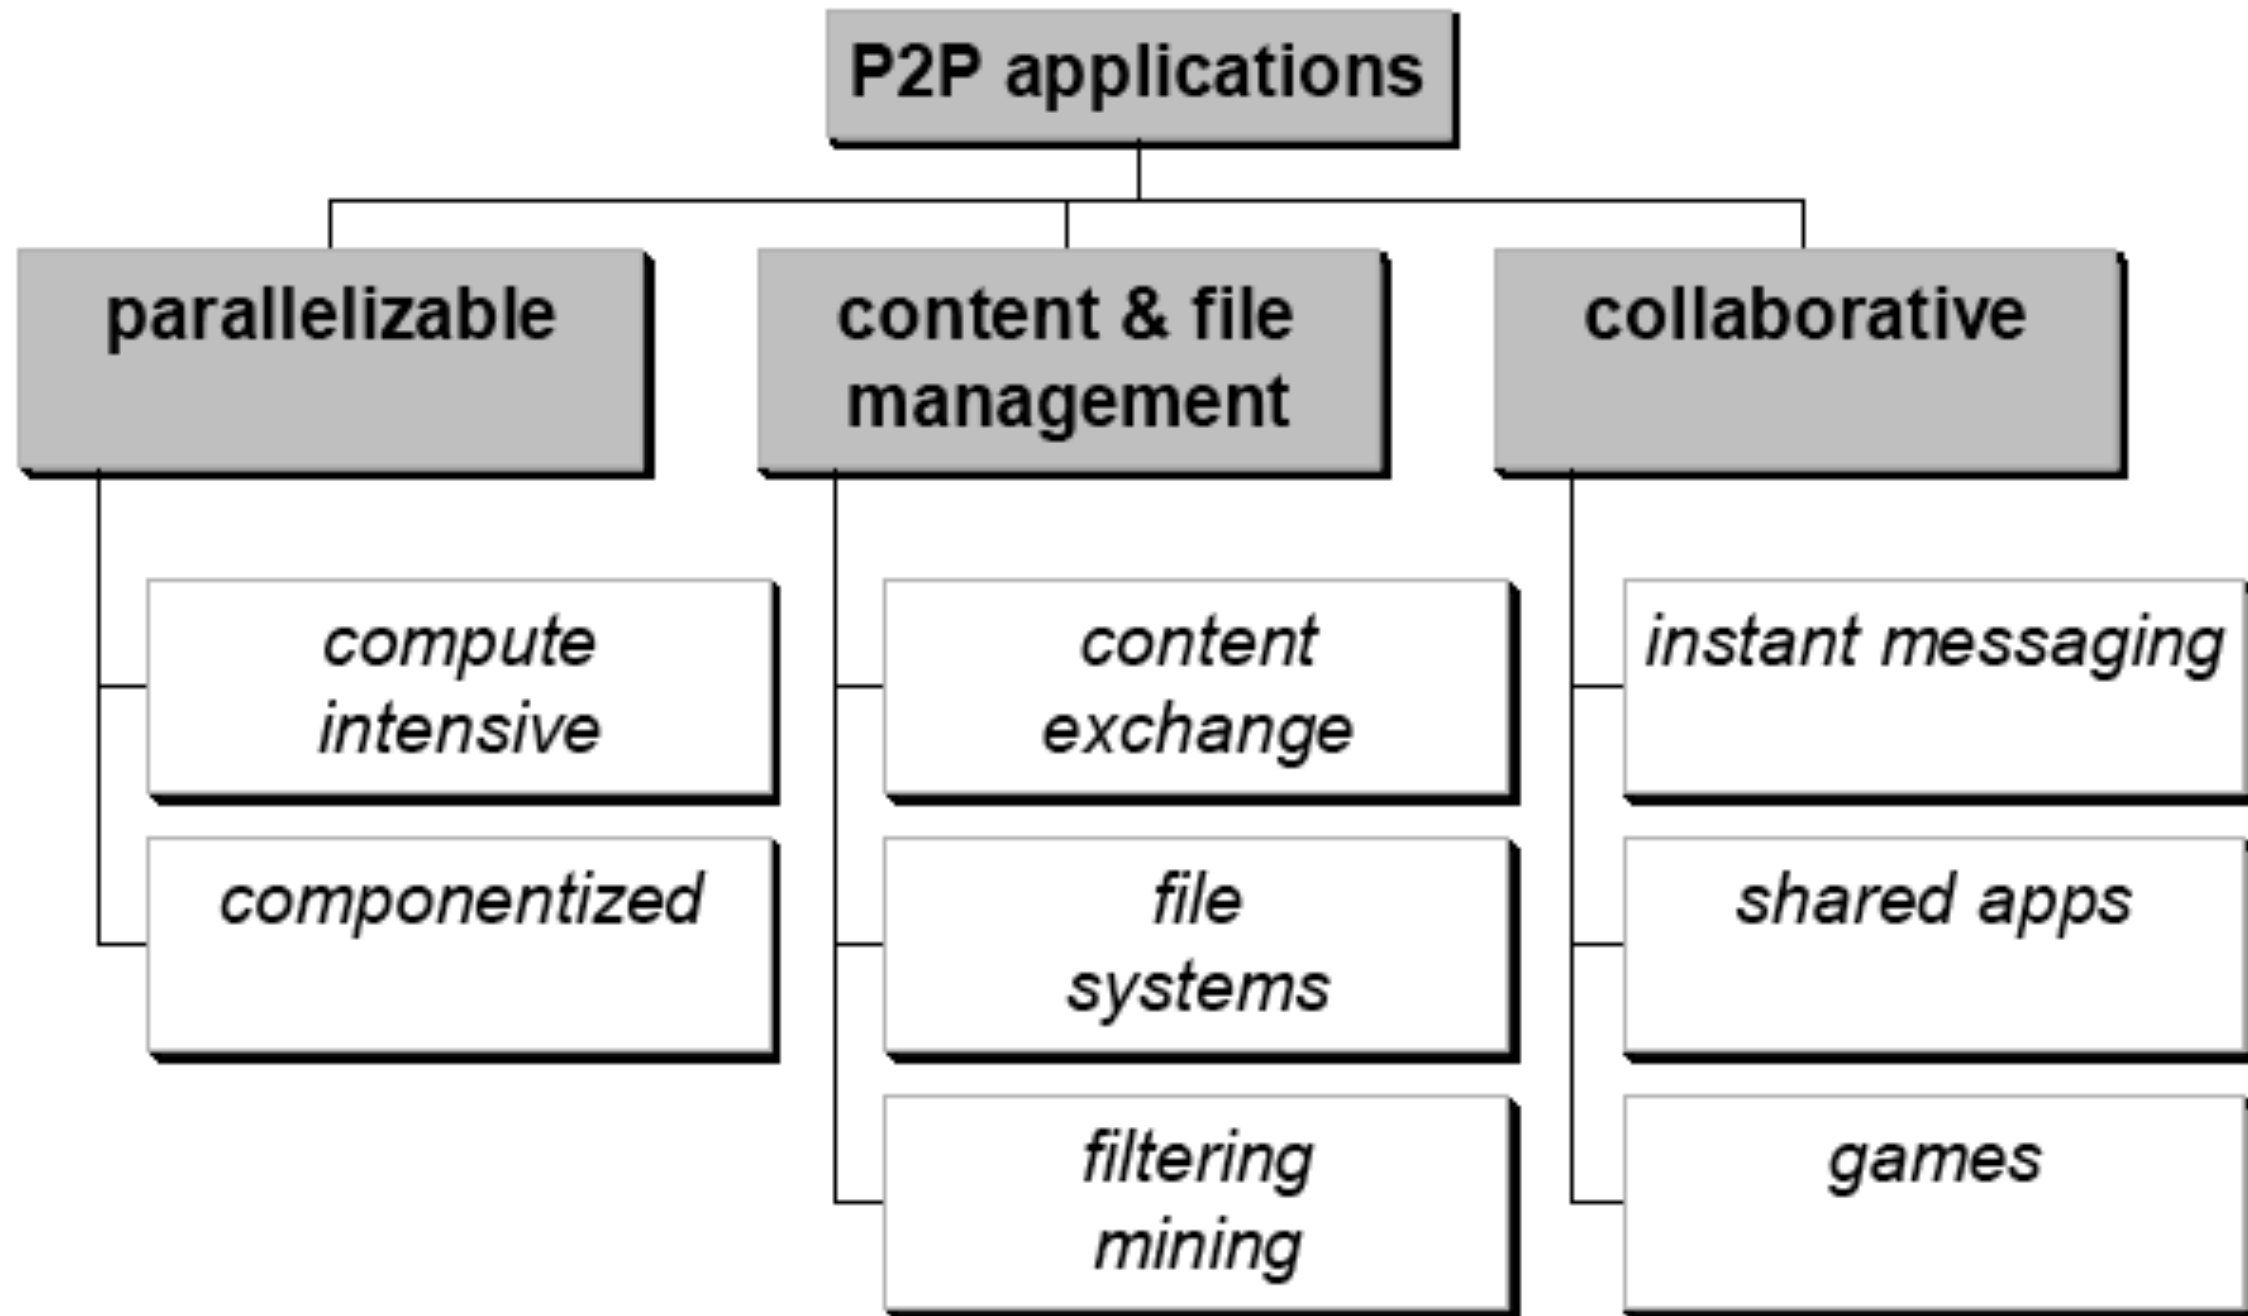 P2P applications
parallelizable
content & file
management
collaborative
compute
intensive
componentized
content
exchange
file
systems
filtering
mining
instant messaging
shared apps
games